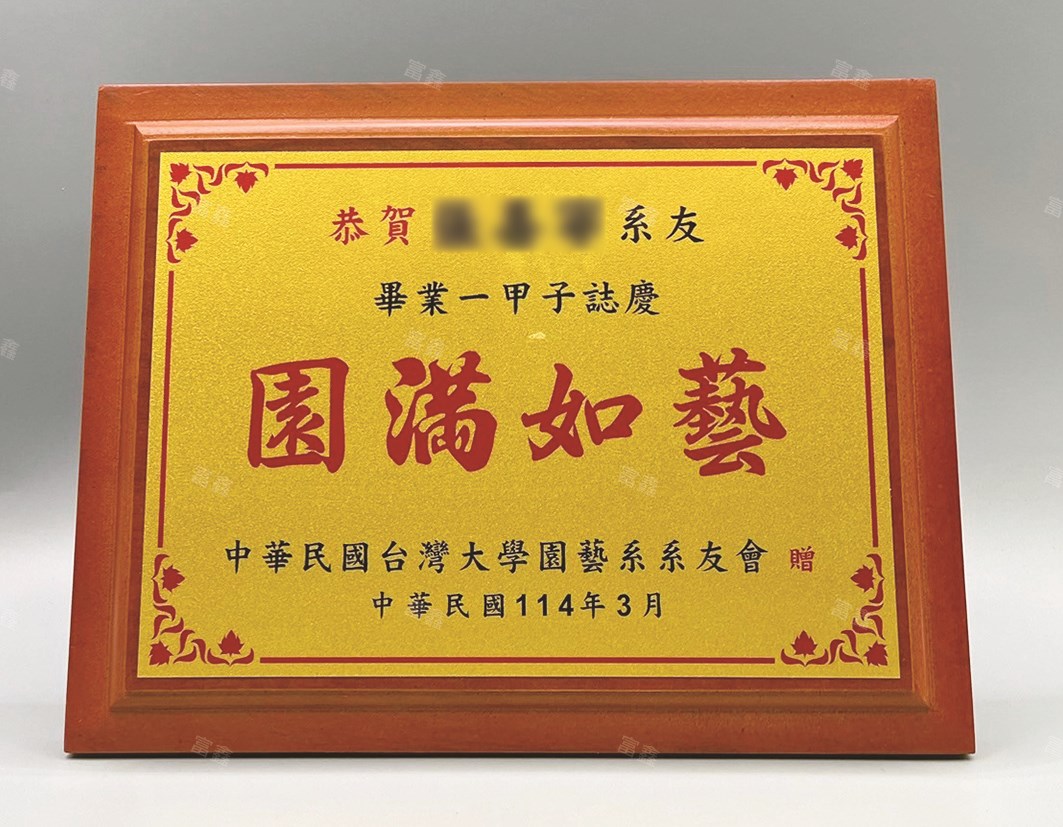 恭賀 系友
畢業一甲子誌慶
園滿如藝
中華民國台灣大學園藝系系友會 贈
中華民國114年3月
富鑫